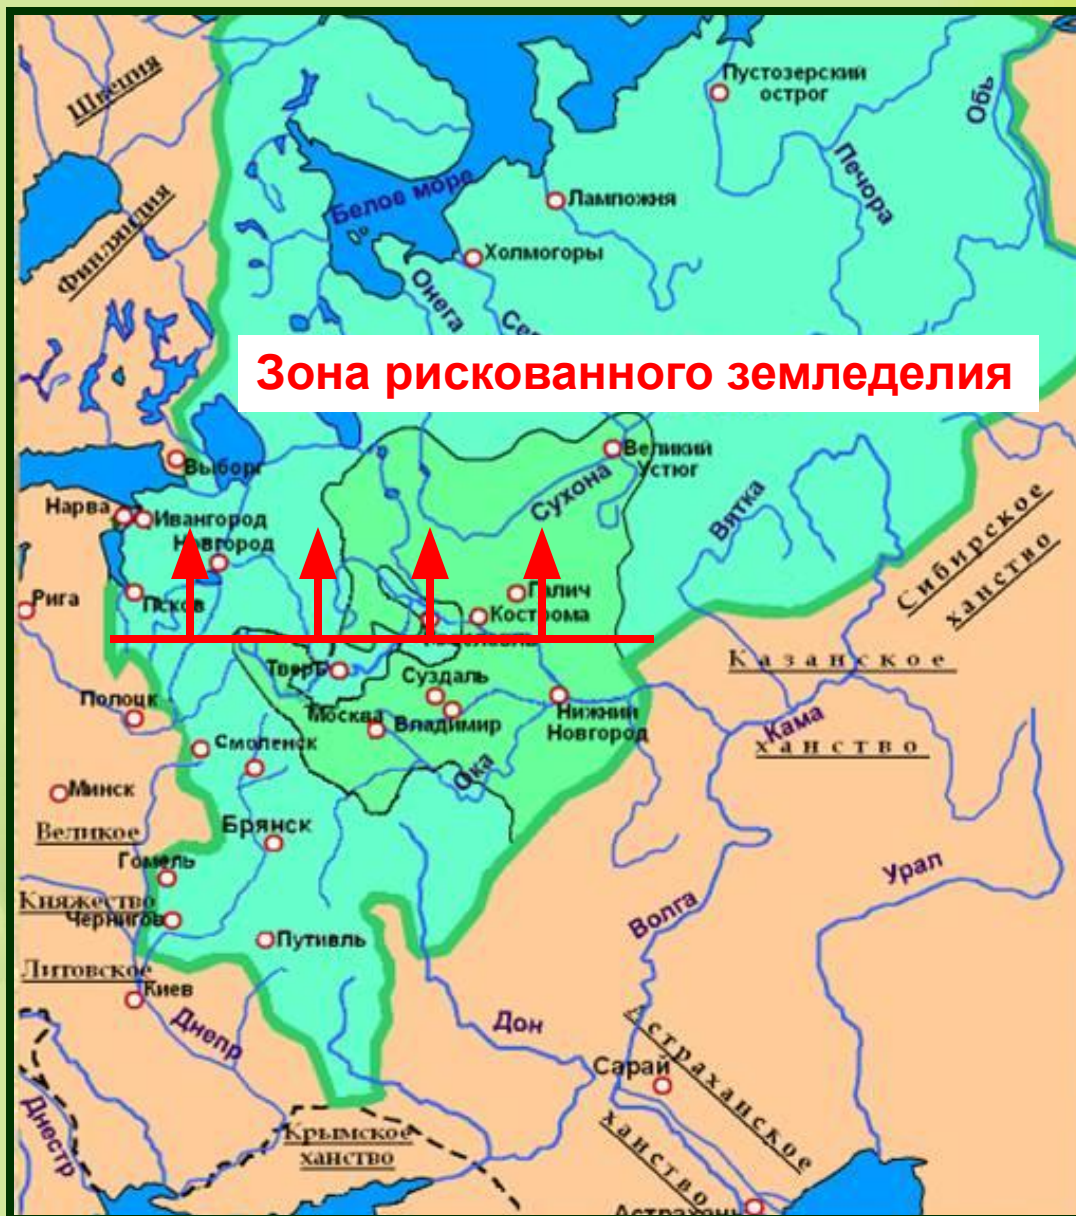 Швеция
Пустозерский
острог
Обь
Печора
Финляндия
Белое море
Лампожня
Холмогоры
Онега
Зона рискованного земледелия
Великий
Устюг
Выборг
Сухона
Вятка
Нарва
Ивангород
Новгород
Сибирское
ханство
Рига
Псков
Галич
Кострома
Казанское
ханство
Тверь
Суздаль
Полоцк
Москва
Владимир
Нижний
Новгород
Кама
Смоленск
Ока
Минск
Великое
Княжество
Литовское
Брянск
Гомель
Урал
Чернигов
Волга
Путивль
Киев
Днепр
Дон
Сарай
Астраханское
ханство
Днестр
Крымское
ханство